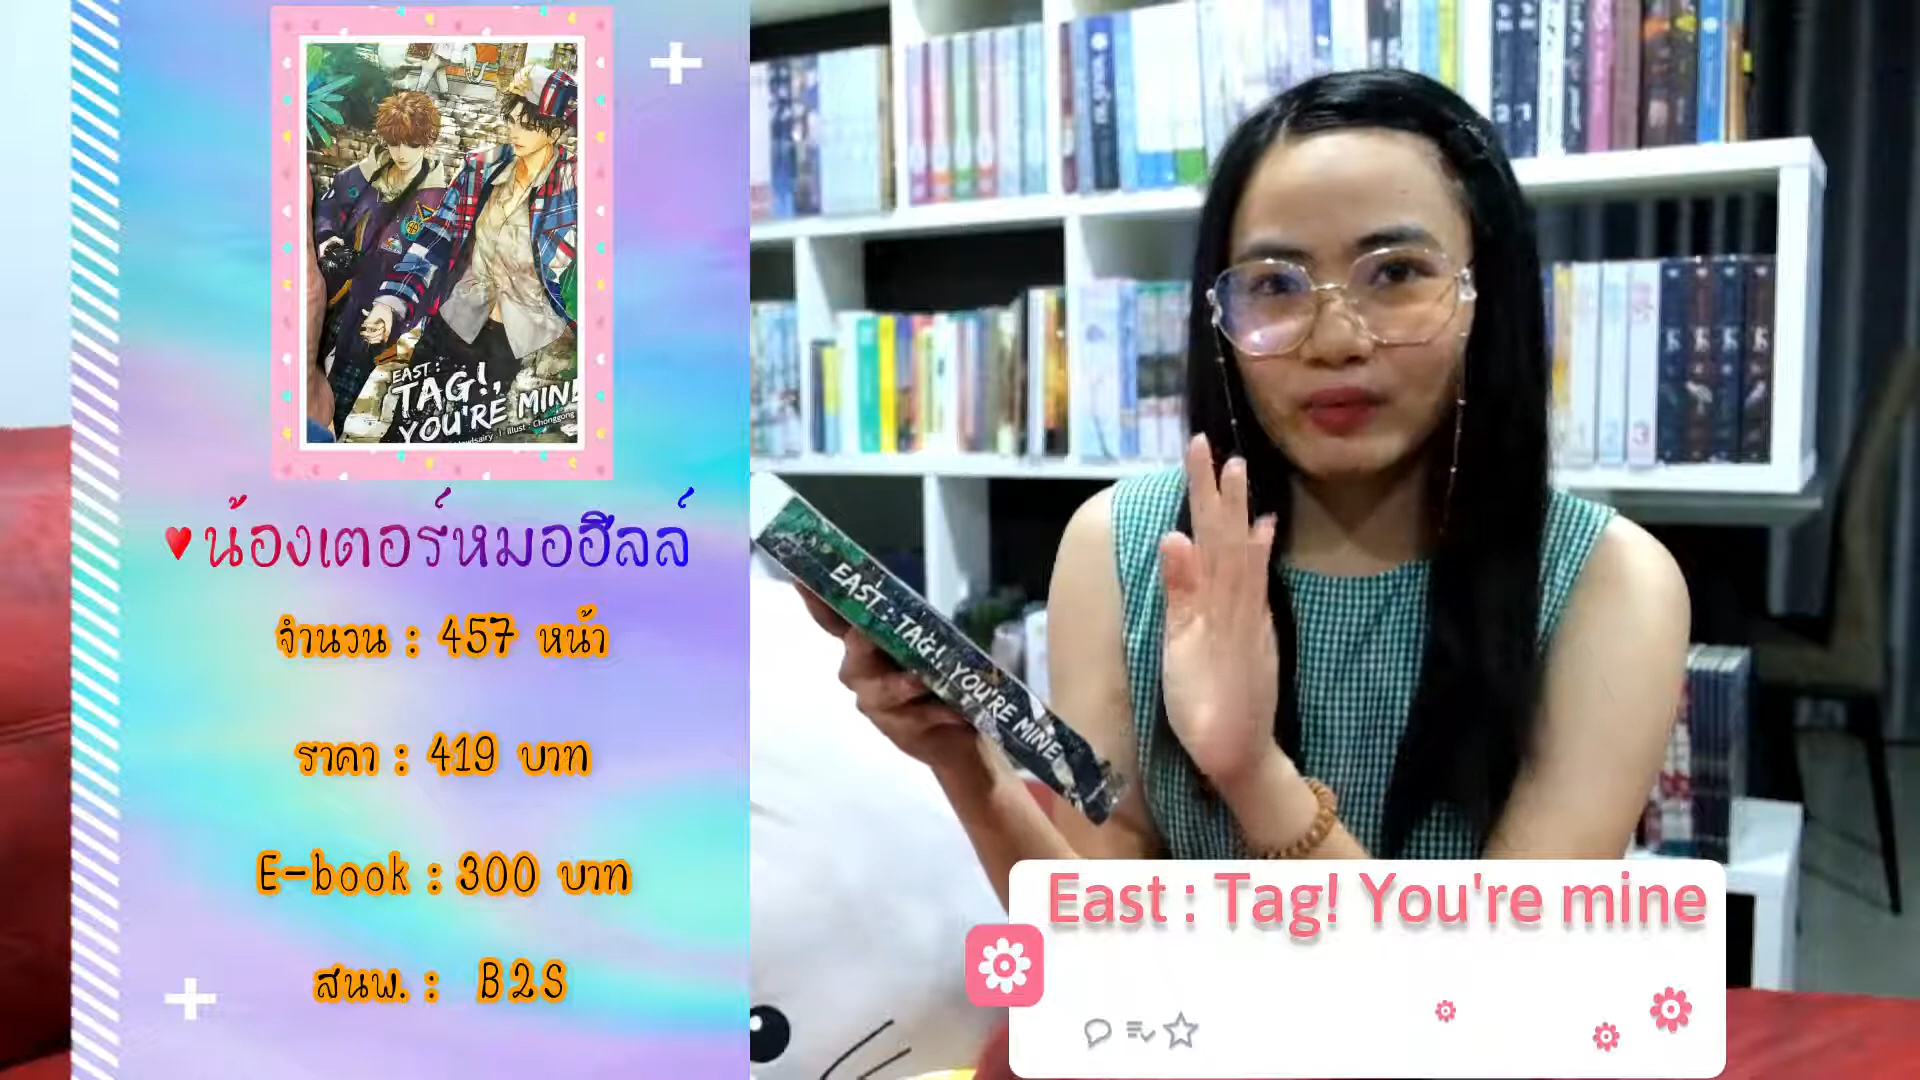 EAST :
TAG!,
YOU'RE MINE
Illust : Chonggong
♥น้องเตอร์หมอฮีลล์
จำนวน : 457 หน้า
ราคา : 419 บาท
E-book : 300 บาท
สนพ. : B2S
EAST : TAG!, YOU'RE MINE
East : Tag! You're mine